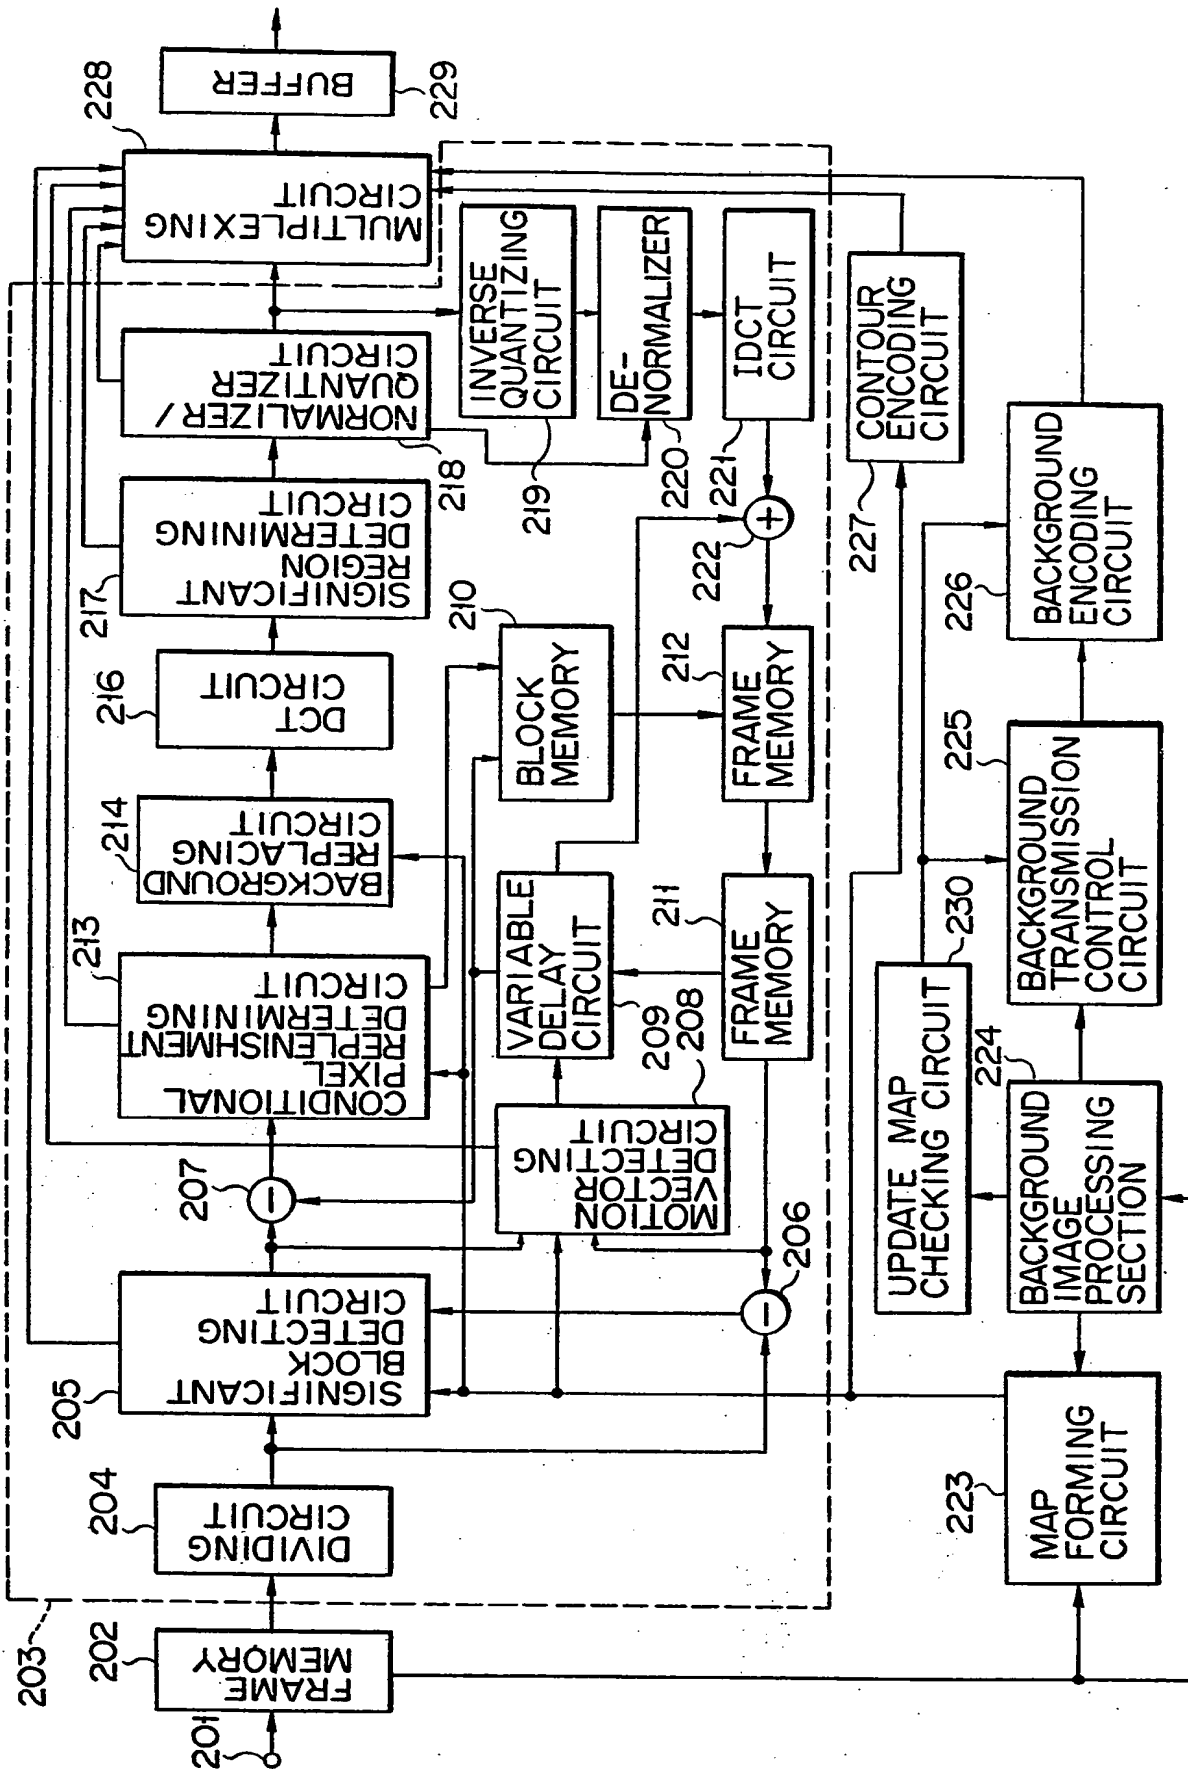 201
202
FRAME
MEMORY
203
204
DIVIDING
CIRCUIT
205
SIGNIFICANT
BLOCK
DETECTING
CIRCUIT
207
213
CONDITIONAL
PIXEL
REPLENISHMENT
DETERMINING
CIRCUIT
214
BACKGROUND
REPLACING
CIRCUIT
216
DCT
CIRCUIT
217
SIGNIFICANT
REGION
DETERMINING
CIRCUIT
218
NORMALIZER/
QUANTIZER
CIRCUIT
228
MULTIPLEXING
CIRCUIT
229
BUFFER
206
208
MOTION
VECTOR
DETECTING
CIRCUIT
209
VARIABLE
DELAY
CIRCUIT
210
BLOCK
MEMORY
219
INVERSE
QUANTIZING
CIRCUIT
220
DE-
NORMALIZER
211
FRAME
MEMORY
212
FRAME
MEMORY
222
221
IDCT
CIRCUIT
230
UPDATE MAP
CHECKING CIRCUIT
227
CONTOUR
ENCODING
CIRCUIT
223
MAP
FORMING
CIRCUIT
224
BACKGROUND
IMAGE
PROCESSING
SECTION
225
BACKGROUND
TRANSMISSION
CONTROL
CIRCUIT
226
BACKGROUND
ENCODING
CIRCUIT